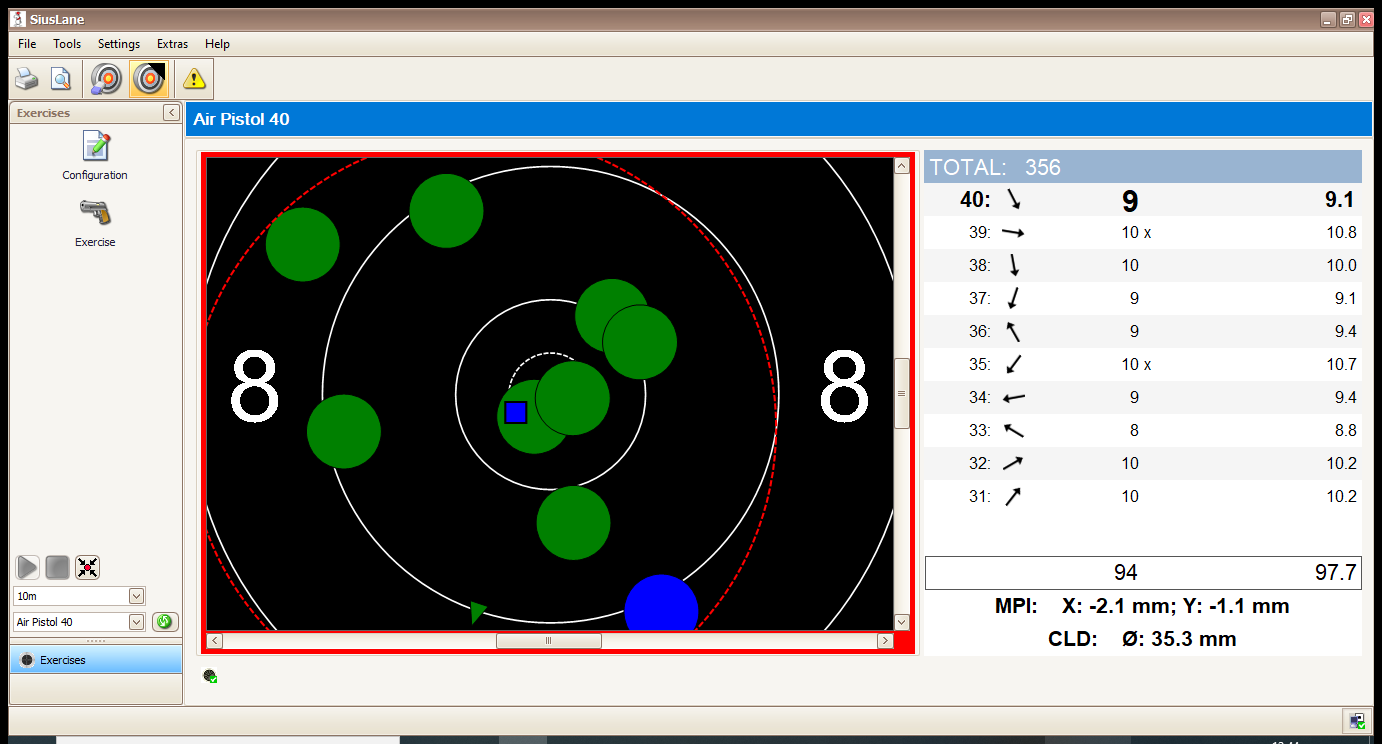 SiusLane
File Tools Settings Extras Help
Exercises
Configuration
Exercise
10m
Air Pistol 40
Exercises
Air Pistol 40
8 8
TOTAL: 356
40: 9 9.1
39: 10 x 10.8
38: 10 10.0
37: 9 9.1
36: 9 9.4
35: 10 x 10.7
34: 9 9.4
33: 8 8.8
32: 10 10.2
31: 10 10.2
94 97.7
MPI: X: -2.1 mm; Y: -1.1 mm
CLD: Ø: 35.3 mm